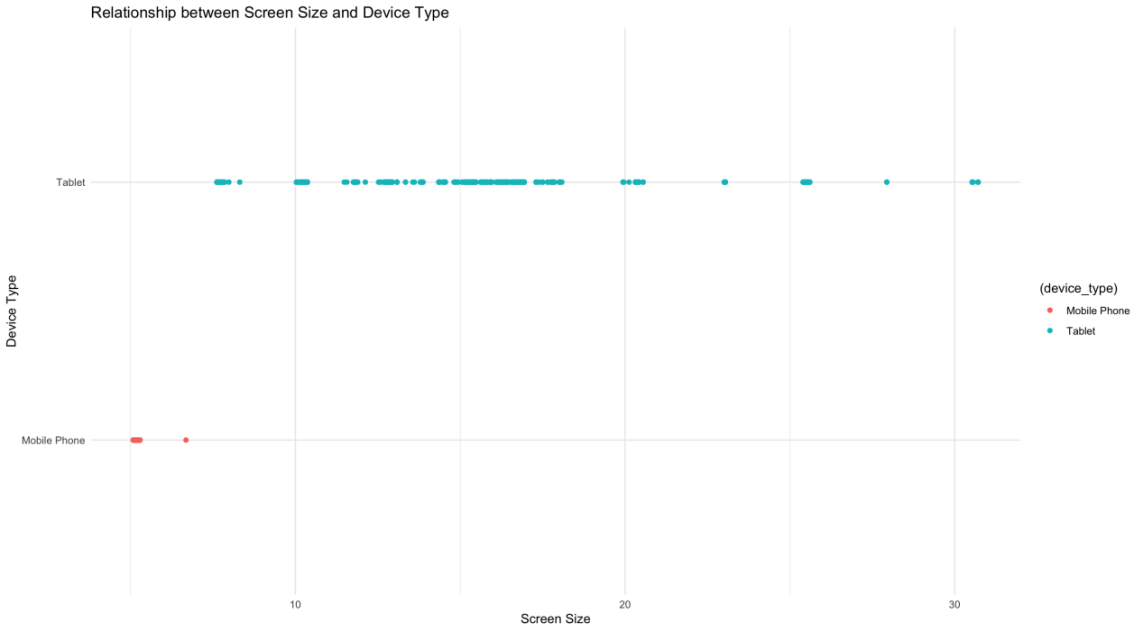 Relationship between Screen Size and Device Type
Tablet
Device Type
Mobile Phone
10
20
30
Screen Size
(device_type)
Mobile Phone
Tablet